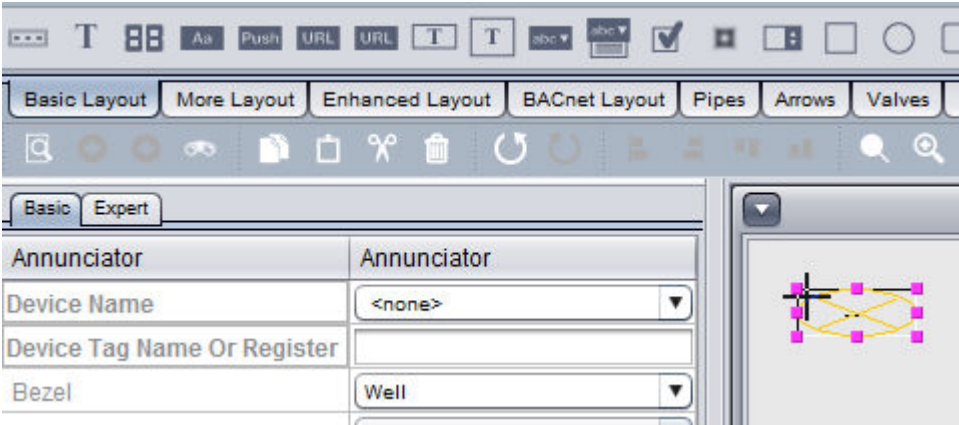 T Aa Push URL URL T T abc abc
Basic Layout More Layout Enhanced Layout BACnet Layout Pipes Arrows Valves
Basic Expert
Annunciator Annunciator
Device Name <none>
Device Tag Name Or Register
Bezel Well